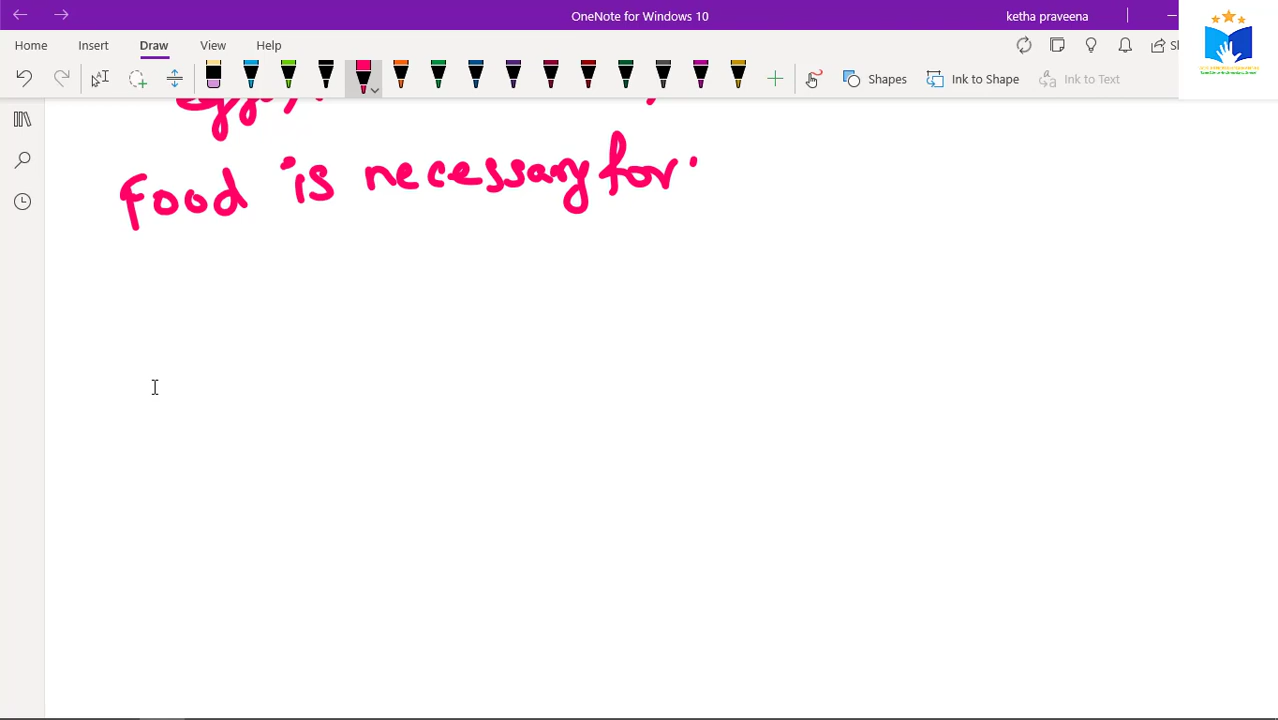 OneNote for Windows 10
ketha praveena
Home Insert Draw View Help
Shapes Ink to Shape Ink to Text
Food is necessary for